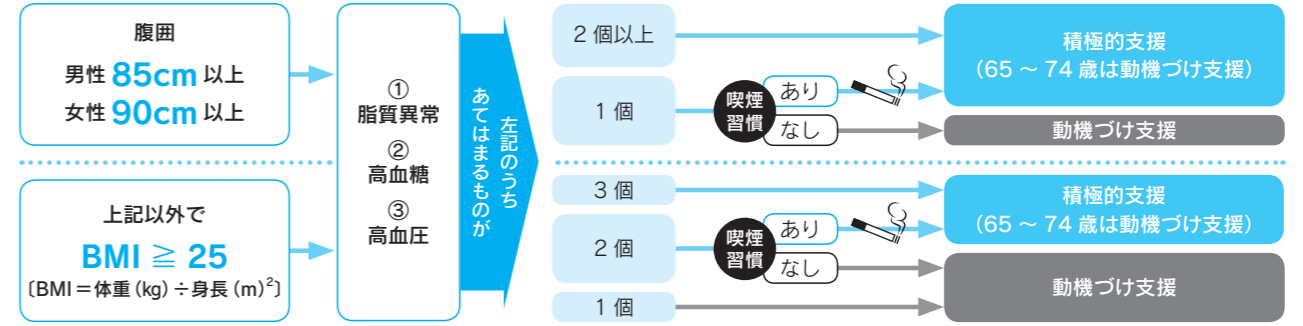 腹囲
男性 85cm 以上
女性 90cm 以上
上記以外で
BMI ≧ 25
〔BMI＝体重(kg)÷身長(m)²〕
①
脂質異常
②
高血糖
③
高血圧
左記のうち
あてはまるものが
2 個以上
1 個
喫煙
習慣
あり
なし
積極的支援
（65 ～ 74 歳は動機づけ支援）
動機づけ支援
3 個
2 個
喫煙
習慣
あり
なし
1 個
積極的支援
（65 ～ 74 歳は動機づけ支援）
動機づけ支援